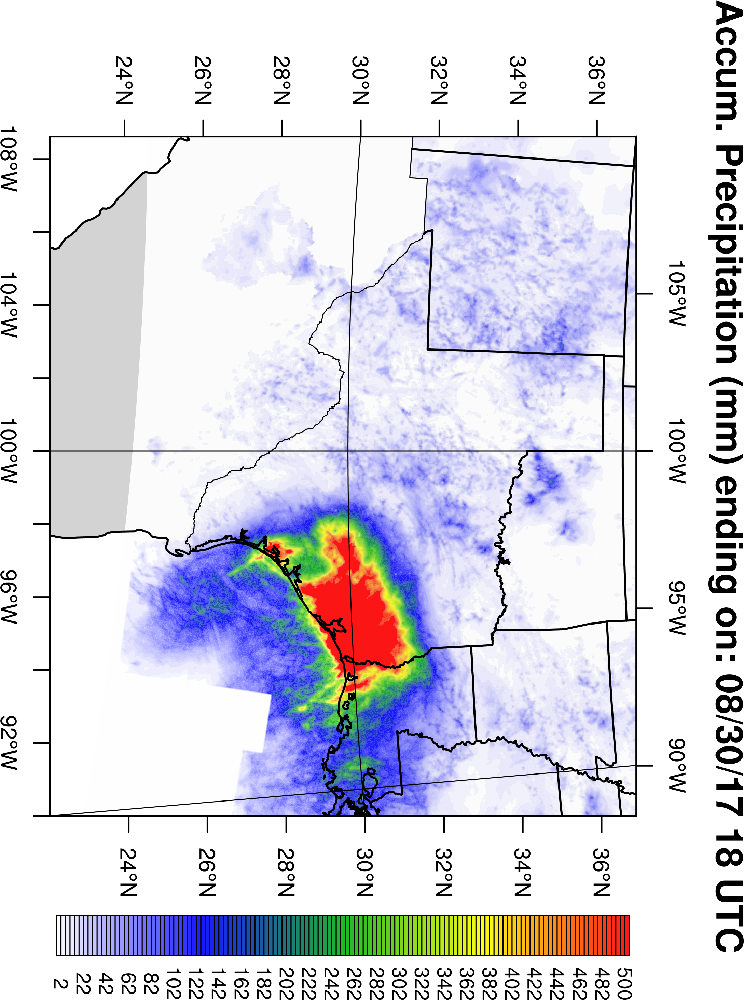 Accum. Precipitation (mm) ending on: 08/30/17 18 UTC
105°W 100°W 95°W 90°W
36°N 36°N
34°N 34°N
32°N 32°N
30°N 30°N
28°N 28°N
26°N 26°N
24°N 24°N
108°W 104°W 100°W 96°W 92°W
500
482
462
442
422
402
382
362
342
322
302
282
262
242
222
202
182
162
142
122
102
82
62
42
22
2